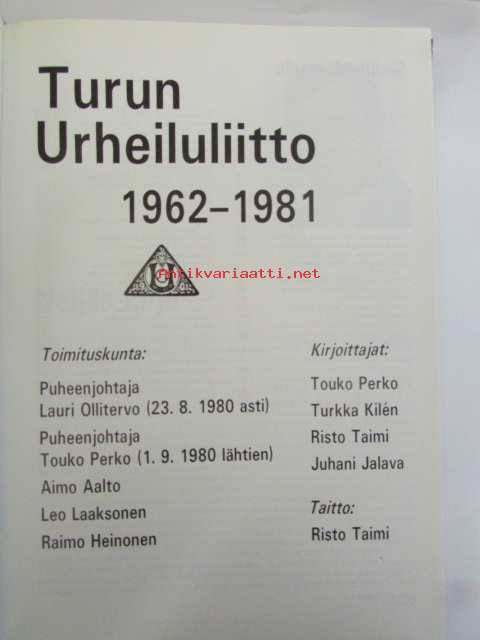 Turun
Urheiluliitto
1962–1981
Antikvariaatti.net
Toimituskunta:
Puheenjohtaja
Lauri Ollitervo (23. 8. 1980 asti)
Puheenjohtaja
Touko Perko (1. 9. 1980 lähtien)
Aimo Aalto
Leo Laaksonen
Raimo Heinonen
Kirjoittajat:
Touko Perko
Turkka Kilén
Risto Taimi
Juhani Jalava
Taitto:
Risto Taimi